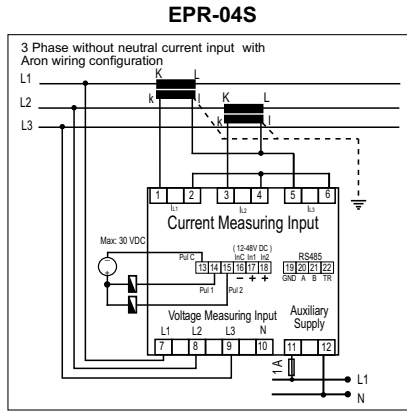 EPR-04S
3 Phase without neutral current input with
Aron wiring configuration
L1
K L
k l
L2
K L
k l
L3
1 2 3 4 5 6
IL1 IL2 IL3
Current Measuring Input
Max: 30 VDC
(12-48V DC )
Pul C
InC In1 In2
RS485
13 14 15 16 17 18
19 20 21 22
− + +
GND A B TR
Pul 1
Pul 2
Voltage Measuring Input
Auxiliary
Supply
L1 L2 L3 N
7 8 9 10
11 12
1 A
L1
N